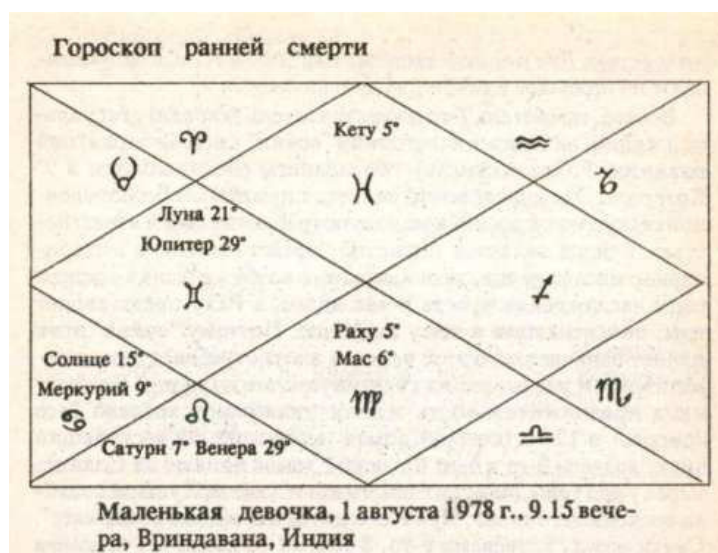 Гороскоп ранней смерти
Кету 5°
♈
♒
♉
♓
♑
Луна 21°
Юпитер 29°
♊
♐
Раху 5°
Мас 6°
Солнце 15°
Меркурий 9°
♍
♏
♋
♌
♎
Сатурн 7° Венера 29°
Маленькая девочка, 1 августа 1978 г., 9.15 вече-
ра, Вриндавана, Индия